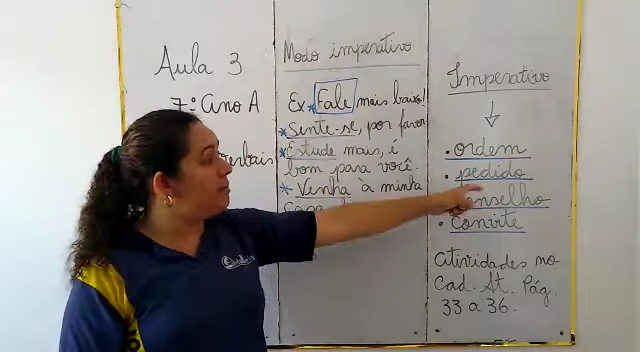 Aula 3
7º ano A
verbais
Modo imperativo
Ex * Fale mais baixo!
* Sente-se, por favor
* Estude mais, é
bom para você.
* Venha à minha
Imperativo
↓
• ordem
• pedido
conselho
• Convite
atividades no
Cad. At. Pág.
33 a 36.